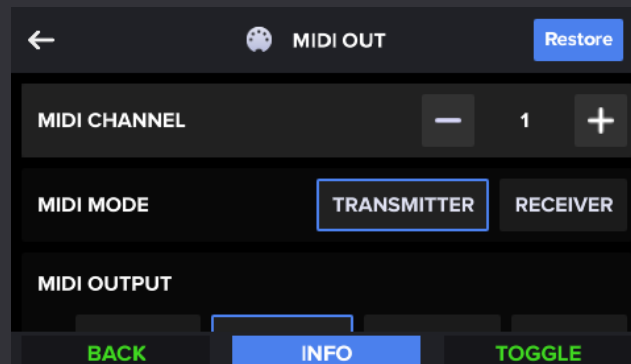 MIDI OUT Restore
MIDI CHANNEL 1
MIDI MODE TRANSMITTER RECEIVER
MIDI OUTPUT
BACK INFO TOGGLE